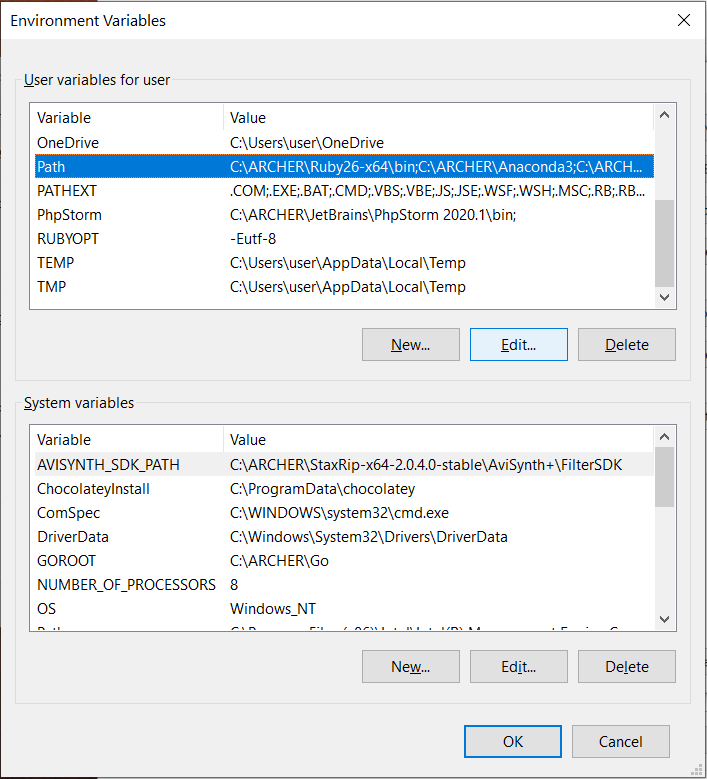 Environment Variables
User variables for user
Variable Value
OneDrive C:\Users\user\OneDrive
Path C:\ARCHER\Ruby26-x64\bin;C:\ARCHER\Anaconda3;C:\ARCH...
PATHEXT .COM;.EXE;.BAT;.CMD;.VBS;.VBE;.JS;.JSE;.WSF;.WSH;.MSC;.RB;.RB...
PhpStorm C:\ARCHER\JetBrains\PhpStorm 2020.1\bin;
RUBYOPT -Eutf-8
TEMP C:\Users\user\AppData\Local\Temp
TMP C:\Users\user\AppData\Local\Temp
New... Edit... Delete
System variables
Variable Value
AVISYNTH_SDK_PATH C:\ARCHER\StaxRip-x64-2.0.4.0-stable\AviSynth+\FilterSDK
ChocolateyInstall C:\ProgramData\chocolatey
ComSpec C:\WINDOWS\system32\cmd.exe
DriverData C:\Windows\System32\Drivers\DriverData
GOROOT C:\ARCHER\Go
NUMBER_OF_PROCESSORS 8
OS Windows_NT
New... Edit... Delete
OK Cancel